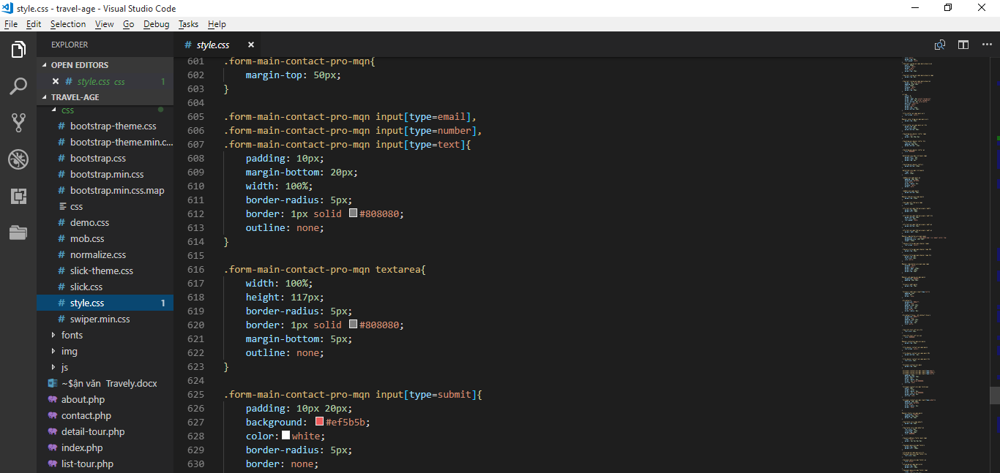 style.css - travel-age - Visual Studio Code
File Edit Selection View Go Debug Tasks Help
EXPLORER
OPEN EDITORS
style.css css 1
TRAVEL-AGE
css
bootstrap-theme.css
bootstrap-theme.min.c...
bootstrap.css
bootstrap.min.css
bootstrap.min.css.map
css
demo.css
mob.css
normalize.css
slick-theme.css
slick.css
style.css 1
swiper.min.css
fonts
img
js
~$ận văn  Travely.docx
about.php
contact.php
detail-tour.php
index.php
list-tour.php
# style.css
601 .form-main-contact-pro-mqn{
602 margin-top: 50px;
603 }
604
605 .form-main-contact-pro-mqn input[type=email],
606 .form-main-contact-pro-mqn input[type=number],
607 .form-main-contact-pro-mqn input[type=text]{
608 padding: 10px;
609 margin-bottom: 20px;
610 width: 100%;
611 border-radius: 5px;
612 border: 1px solid #808080;
613 outline: none;
614 }
615
616 .form-main-contact-pro-mqn textarea{
617 width: 100%;
618 height: 117px;
619 border-radius: 5px;
620 border: 1px solid #808080;
621 margin-bottom: 5px;
622 outline: none;
623 }
624
625 .form-main-contact-pro-mqn input[type=submit]{
626 padding: 10px 20px;
627 background: #ef5b5b;
628 color: white;
629 border-radius: 5px;
630 border: none;